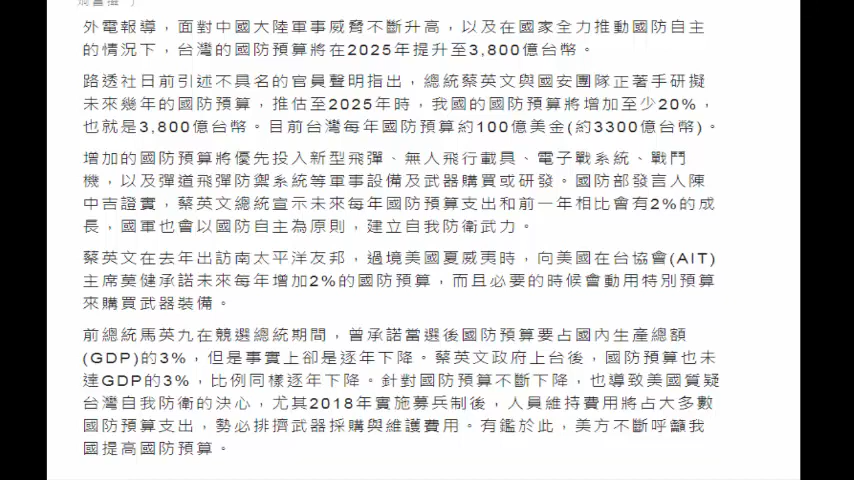 外電報導，面對中國大陸軍事威脅不斷升高，以及在國家全力推動國防自主
的情況下，台灣的國防預算將在2025年提升至3,800億台幣。
路透社日前引述不具名的官員聲明指出，總統蔡英文與國安團隊正著手研擬
未來幾年的國防預算，推估至2025年時，我國的國防預算將增加至少20%，
也就是3,800億台幣。目前台灣每年國防預算約100億美金(約3300億台幣)。
增加的國防預算將優先投入新型飛彈、無人飛行載具、電子戰系統、戰鬥
機，以及彈道飛彈防禦系統等軍事設備及武器購買或研發。國防部發言人陳
中吉證實，蔡英文總統宣示未來每年國防預算支出和前一年相比會有2%的成
長，國軍也會以國防自主為原則，建立自我防衛武力。
蔡英文在去年出訪南太平洋友邦，過境美國夏威夷時，向美國在台協會(AIT)
主席莫健承諾未來每年增加2%的國防預算，而且必要的時候會動用特別預算
來購買武器裝備。
前總統馬英九在競選總統期間，曾承諾當選後國防預算要占國內生產總額
(GDP)的3%，但是事實上卻是逐年下降。蔡英文政府上台後，國防預算也未
達GDP的3%，比例同樣逐年下降。針對國防預算不斷下降，也導致美國質疑
台灣自我防衛的決心，尤其2018年實施募兵制後，人員維持費用將占大多數
國防預算支出，勢必排擠武器採購與維護費用。有鑑於此，美方不斷呼籲我
國提高國防預算。